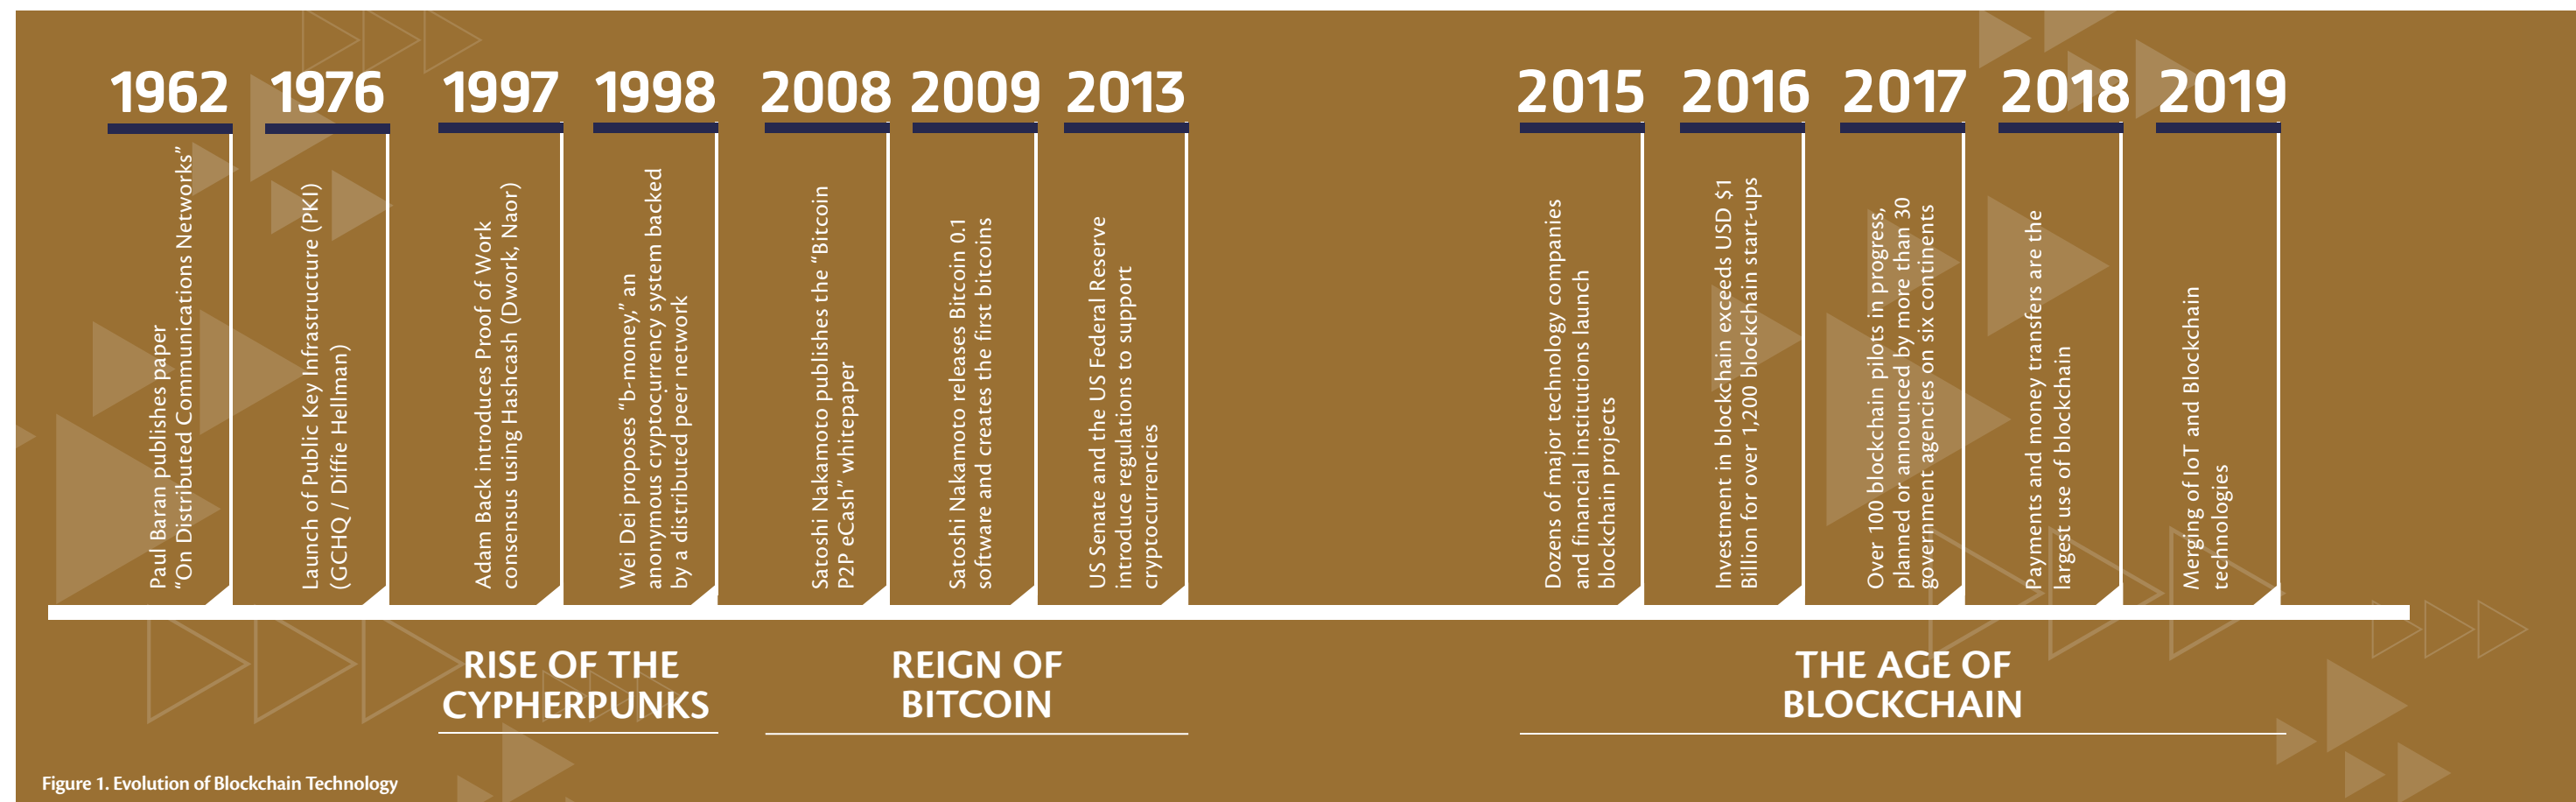 1962
Paul Baran publishes paper
“On Distributed Communications Networks”
1976
Launch of Public Key Infrastructure (PKI)
(GCHQ / Diffie Hellman)
1997
Adam Back introduces Proof of Work
consensus using Hashcash (Dwork, Naor)
1998
Wei Dei proposes “b-money,” an
anonymous cryptocurrency system backed
by a distributed peer network
2008
Satoshi Nakamoto publishes the “Bitcoin
P2P eCash” whitepaper
2009
Satoshi Nakamoto releases Bitcoin 0.1
software and creates the first bitcoins
2013
US Senate and the US Federal Reserve
introduce regulations to support
cryptocurrencies
2015
Dozens of major technology companies
and financial institutions launch
blockchain projects
2016
Investment in blockchain exceeds USD $1
Billion for over 1,200 blockchain start-ups
2017
Over 100 blockchain pilots in progress,
planned or announced by more than 30
government agencies on six continents
2018
Payments and money transfers are the
largest use of blockchain
2019
Merging of IoT and Blockchain
technologies
RISE OF THE
CYPHERPUNKS
REIGN OF
BITCOIN
THE AGE OF
BLOCKCHAIN
Figure 1. Evolution of Blockchain Technology